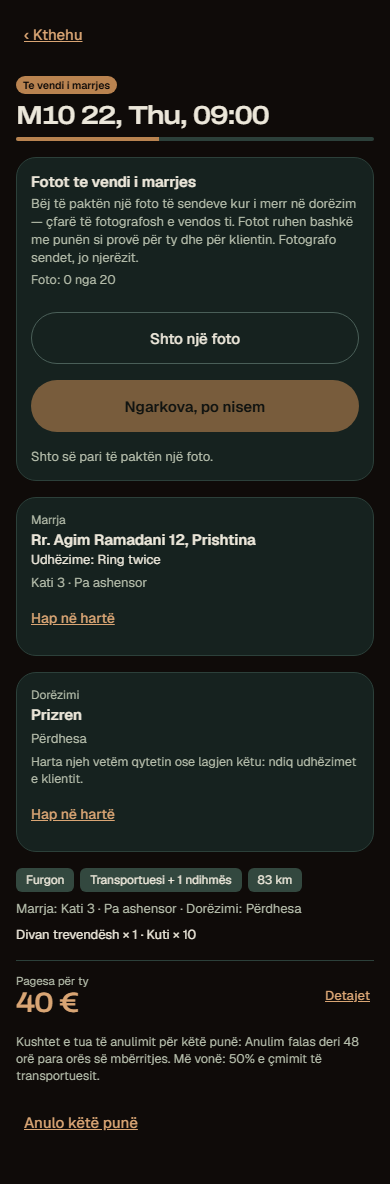 ‹ Kthehu
Te vendi i marrjes
M10 22, Thu, 09:00
Fotot te vendi i marrjes
Bëj të paktën një foto të sendeve kur i merr në dorëzim
— çfarë të fotografosh e vendos ti. Fotot ruhen bashkë
me punën si provë për ty dhe për klientin. Fotografo
sendet, jo njerëzit.
Foto: 0 nga 20
Shto një foto
Ngarkova, po nisem
Shto së pari të paktën një foto.
Marrja
Rr. Agim Ramadani 12, Prishtina
Udhëzime: Ring twice
Kati 3 · Pa ashensor
Hap në hartë
Dorëzimi
Prizren
Përdhesa
Harta njeh vetëm qytetin ose lagjen këtu: ndiq udhëzimet
e klientit.
Hap në hartë
Furgon
Transportuesi + 1 ndihmës
83 km
Marrja: Kati 3 · Pa ashensor · Dorëzimi: Përdhesa
Divan trevendësh × 1 · Kuti × 10
Pagesa për ty
40 €
Detajet
Kushtet e tua të anulimit për këtë punë: Anulim falas deri 48
orë para orës së mbërritjes. Më vonë: 50% e çmimit të
transportuesit.
Anulo këtë punë